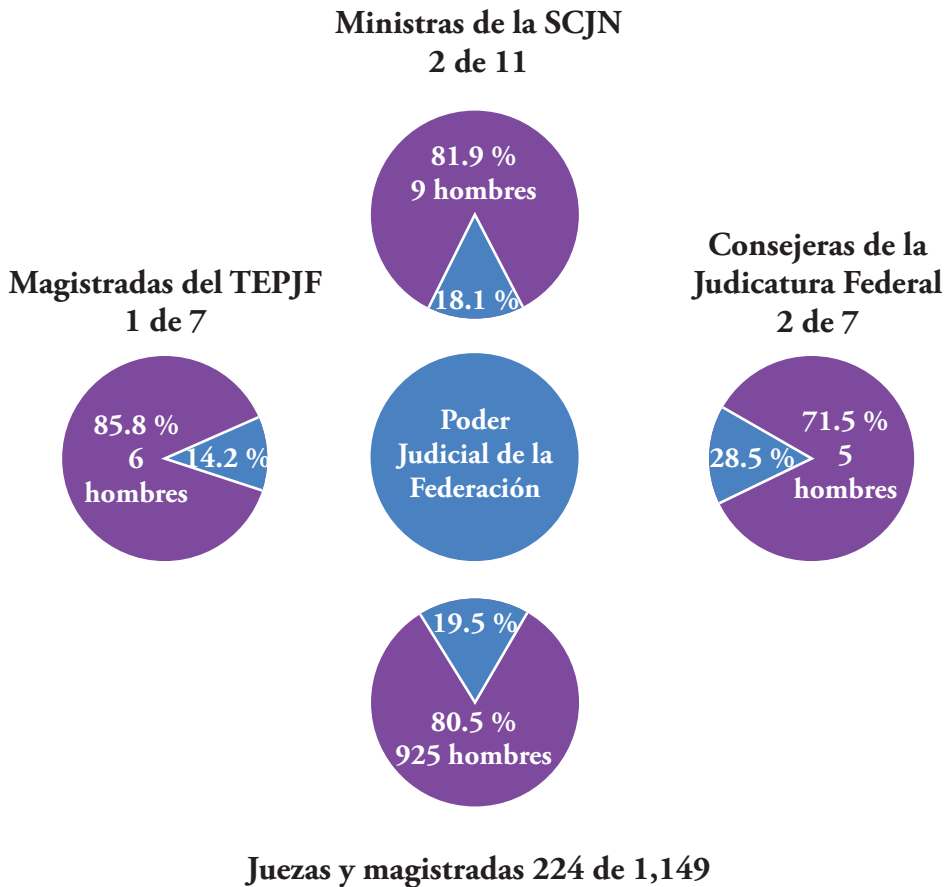 Ministras de la SCJN
2 de 11
81.9 %
9 hombres
18.1 %
Magistradas del TEPJF
1 de 7
85.8 %
6
hombres
14.2 %
Poder
Judicial de la
Federación
Consejeras de la
Judicatura Federal
2 de 7
28.5 %
71.5 %
5
hombres
19.5 %
80.5 %
925 hombres
Juezas y magistradas 224 de 1,149